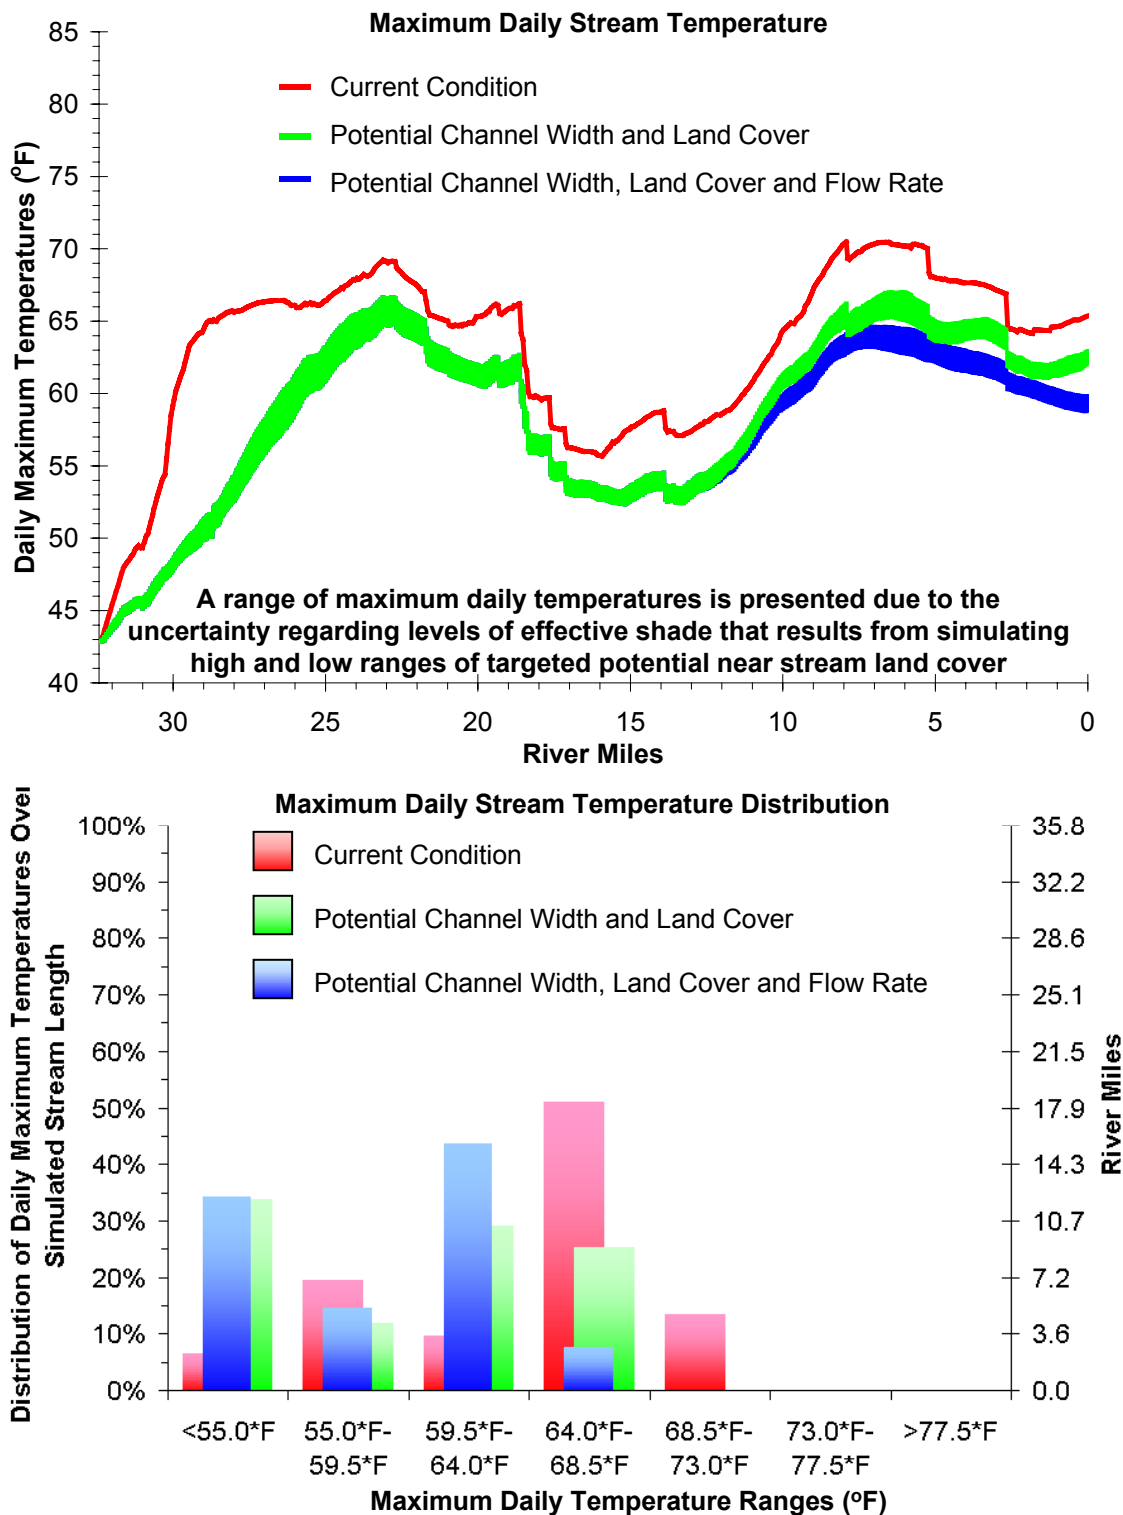 Maximum Daily Stream Temperature
Current Condition
Potential Channel Width and Land Cover
Potential Channel Width, Land Cover and Flow Rate
Daily Maximum Temperatures (°F)
85
80
75
70
65
60
55
50
45
40
A range of maximum daily temperatures is presented due to the
uncertainty regarding levels of effective shade that results from simulating
high and low ranges of targeted potential near stream land cover
30
25
20
15
10
5
0
River Miles
Maximum Daily Stream Temperature Distribution
Current Condition
Potential Channel Width and Land Cover
Potential Channel Width, Land Cover and Flow Rate
Distribution of Daily Maximum Temperatures Over
Simulated Stream Length
100%
90%
80%
70%
60%
50%
40%
30%
20%
10%
0%
35.8
32.2
28.6
25.1
21.5
17.9
14.3
10.7
7.2
3.6
0.0
River Miles
<55.0*F
55.0*F-
59.5*F
59.5*F-
64.0*F
64.0*F-
68.5*F
68.5*F-
73.0*F
73.0*F-
77.5*F
>77.5*F
Maximum Daily Temperature Ranges (°F)